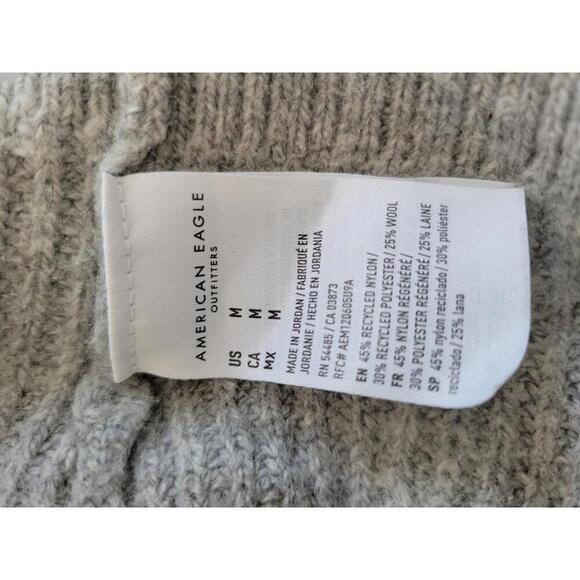 AMERICAN EAGLE
OUTFITTERS
US M
CA M
MX M
MADE IN JORDAN / FABRIQUÉ EN
JORDANIE / HECHO EN JORDANIA
RN 54485 / CA 03873
RFC# AEM120605U9A
EN 45% RECYCLED NYLON /
30% RECYCLED POLYESTER / 25% WOOL
FR 45% NYLON RÉGÉNÉRÉ /
30% POLYESTER RÉGÉNÉRÉ / 25% LAINE
SP 45% nylon reciclado / 30% poliéster
reciclado / 25% lana